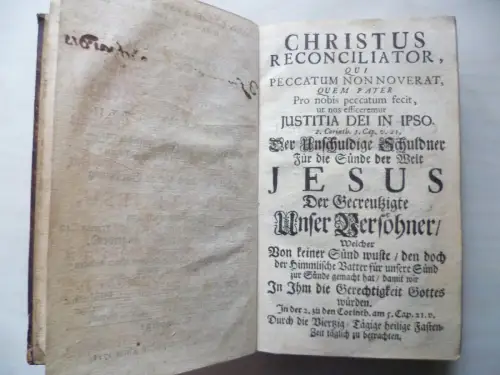 CHRISTUS
RECONCILIATOR,
QUI
PECCATUM NON NOVERAT,
QUEM PATER
Pro nobis peccatum fecit,
ut nos efficeremur
JUSTITIA DEI IN IPSO.
2. Corinth. 5. Cap. v. 21.
Der Unschuldige Schuldner
Für die Sünde der Welt
JESUS
Der Gecreutzigte
Unser Versohner/
Welcher
Von keiner Sünd wuste / den doch
der Himmlische Vatter für unsere Sünd
zur Sünde gemacht hat / damit wir
In Ihm die Gerechtigkeit Gottes
würden.
In der 2. zu den Corinth. am 5. Cap. 21. v.
Durch die Viertzig-Tägige heilige Fasten-
Zeit täglich zu betrachten.